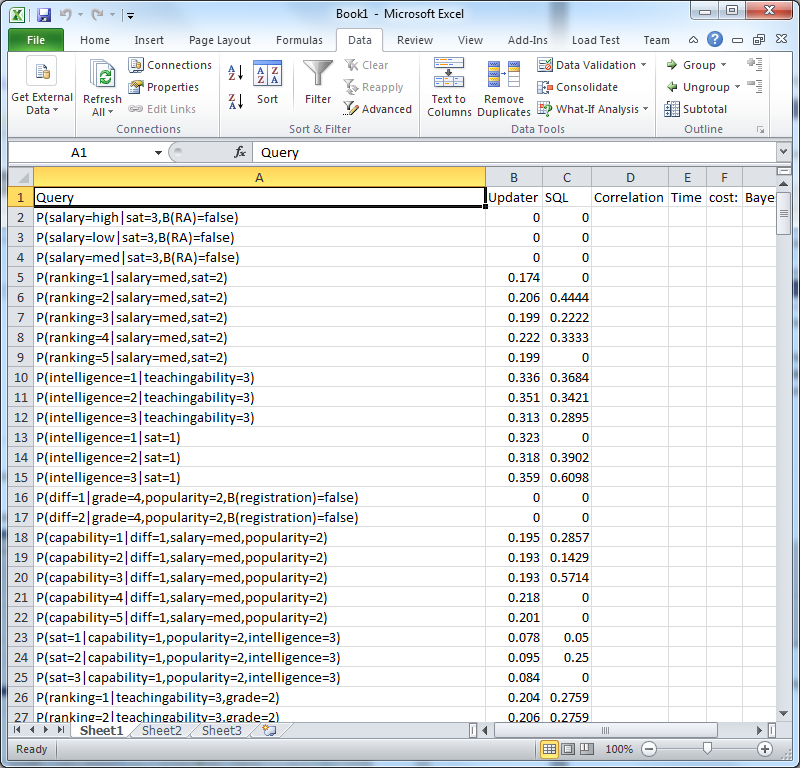 Book1 - Microsoft Excel
File Home Insert Page Layout Formulas Data Review View Add-Ins Load Test Team
Get External Data
Refresh All
Connections
Properties
Edit Links
Connections
Sort
Filter
Clear
Reapply
Advanced
Sort & Filter
Text to Columns
Remove Duplicates
Data Validation
Consolidate
What-If Analysis
Data Tools
Group
Ungroup
Subtotal
Outline
A1 fx Query
A B C D E F
1 Query Updater SQL Correlation Time cost: Bayes
2 P(salary=high|sat=3,B(RA)=false) 0 0
3 P(salary=low|sat=3,B(RA)=false) 0 0
4 P(salary=med|sat=3,B(RA)=false) 0 0
5 P(ranking=1|salary=med,sat=2) 0.174 0
6 P(ranking=2|salary=med,sat=2) 0.206 0.4444
7 P(ranking=3|salary=med,sat=2) 0.199 0.2222
8 P(ranking=4|salary=med,sat=2) 0.222 0.3333
9 P(ranking=5|salary=med,sat=2) 0.199 0
10 P(intelligence=1|teachingability=3) 0.336 0.3684
11 P(intelligence=2|teachingability=3) 0.351 0.3421
12 P(intelligence=3|teachingability=3) 0.313 0.2895
13 P(intelligence=1|sat=1) 0.323 0
14 P(intelligence=2|sat=1) 0.318 0.3902
15 P(intelligence=3|sat=1) 0.359 0.6098
16 P(diff=1|grade=4,popularity=2,B(registration)=false) 0 0
17 P(diff=2|grade=4,popularity=2,B(registration)=false) 0 0
18 P(capability=1|diff=1,salary=med,popularity=2) 0.195 0.2857
19 P(capability=2|diff=1,salary=med,popularity=2) 0.193 0.1429
20 P(capability=3|diff=1,salary=med,popularity=2) 0.193 0.5714
21 P(capability=4|diff=1,salary=med,popularity=2) 0.218 0
22 P(capability=5|diff=1,salary=med,popularity=2) 0.201 0
23 P(sat=1|capability=1,popularity=2,intelligence=3) 0.078 0.05
24 P(sat=2|capability=1,popularity=2,intelligence=3) 0.095 0.25
25 P(sat=3|capability=1,popularity=2,intelligence=3) 0.084 0
26 P(ranking=1|teachingability=3,grade=2) 0.204 0.2759
27 P(ranking=2|teachingability=3,grade=2) 0.206 0.2759
Sheet1 Sheet2 Sheet3
Ready 100%